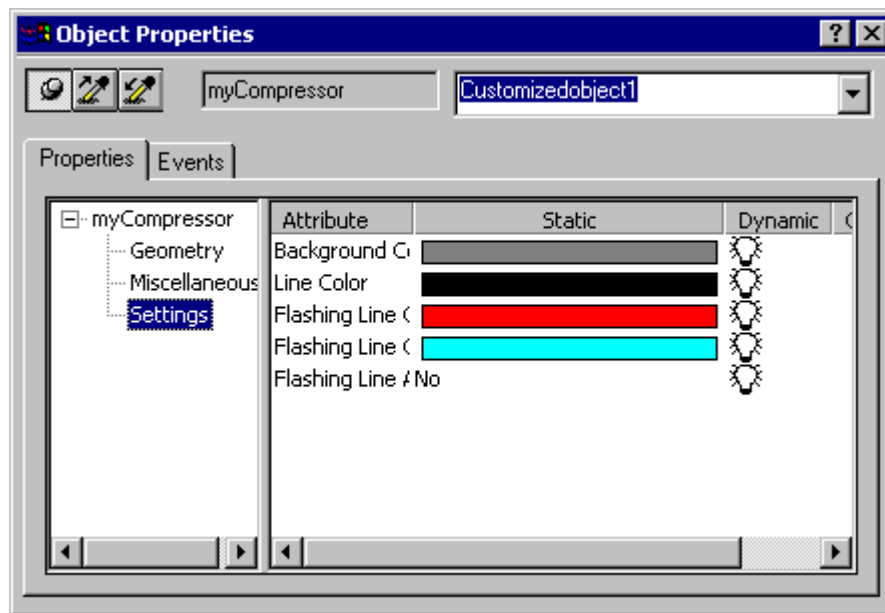 Object Properties
myCompressor
Customizedobject1
Properties
Events
myCompressor
Geometry
Miscellaneous
Settings
Attribute Static Dynamic
Background
Line Color
Flashing Line
Flashing Line
Flashing Line No